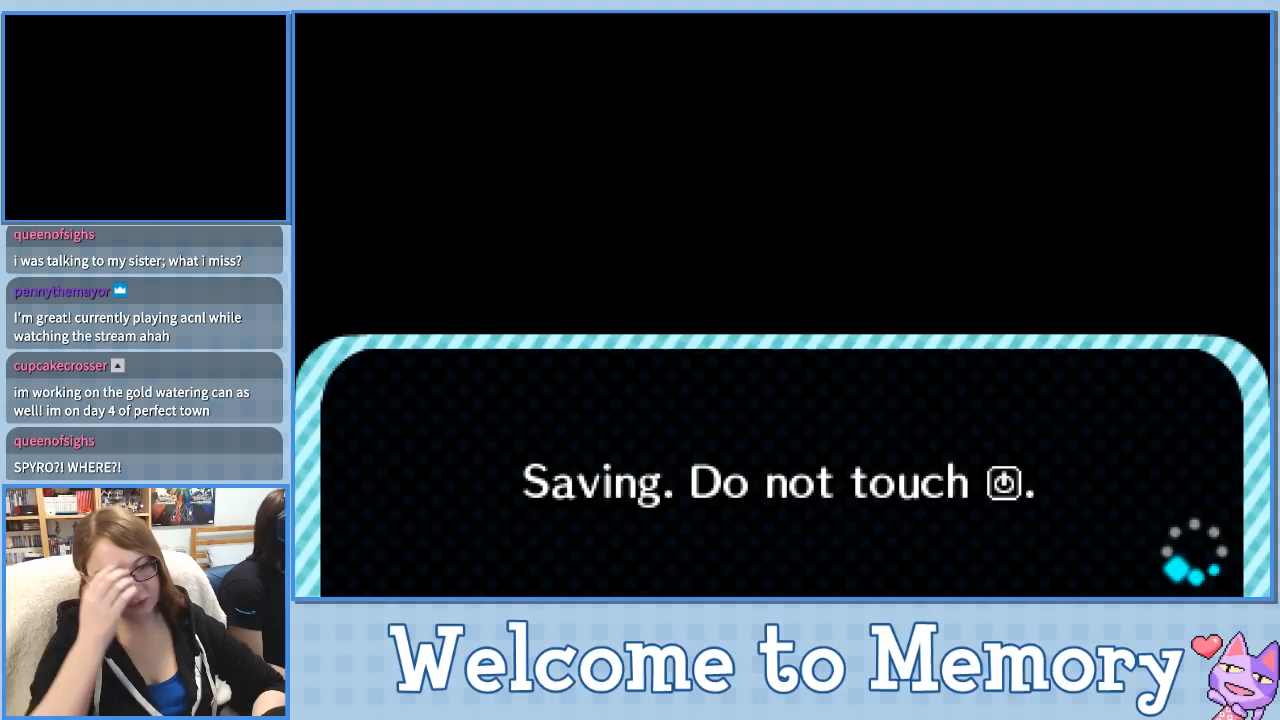 queenofsighs
i was talking to my sister; what i miss?
pennythemayor
I'm great! currently playing acnl while
watching the stream ahah
cupcakecrosser
im working on the gold watering can as
well! im on day 4 of perfect town
queenofsighs
SPYRO?! WHERE?!
Saving. Do not touch .
Welcome to Memory